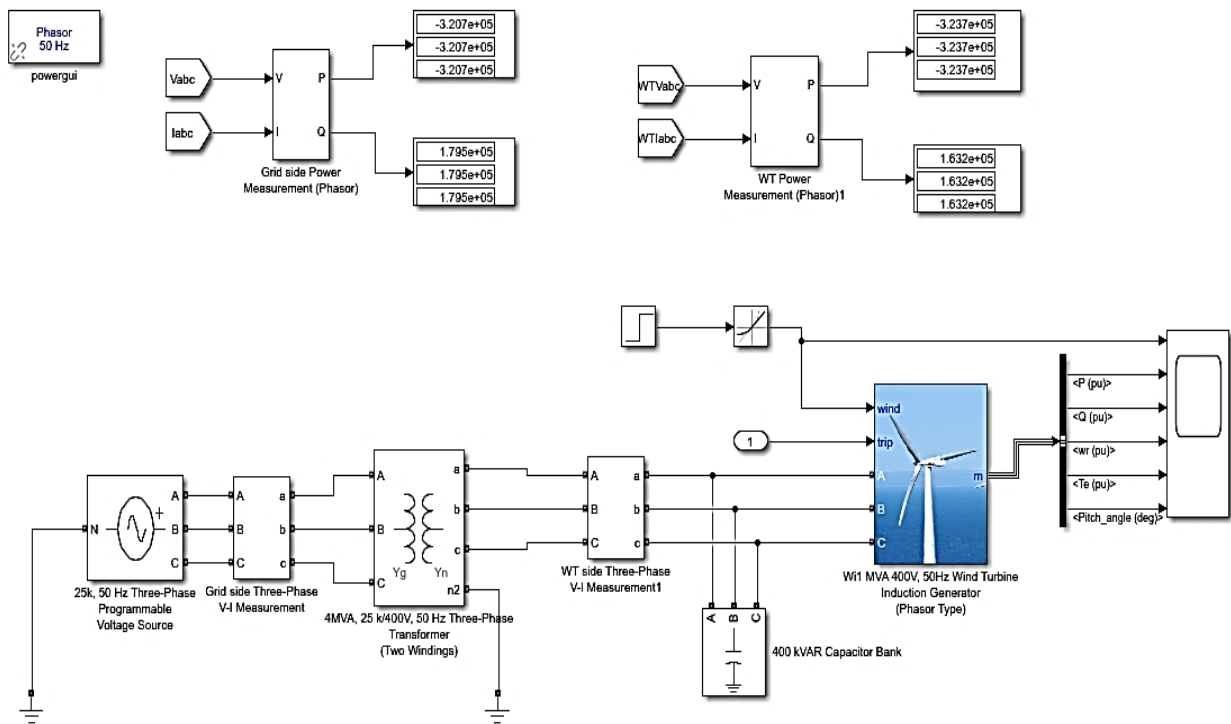 Phasor
50 Hz
powergui
Vabc
Iabc
V
I
P
Q
Grid side Power
Measurement (Phasor)
-3.207e+05
-3.207e+05
-3.207e+05
1.795e+05
1.795e+05
1.795e+05
WTVabc
WTIabc
V
I
P
Q
WT Power
Measurement (Phasor)1
-3.237e+05
-3.237e+05
-3.237e+05
1.632e+05
1.632e+05
1.632e+05
N
A
B
C
25k, 50 Hz Three-Phase
Programmable
Voltage Source
A
B
C
a
b
c
Grid side Three-Phase
V-I Measurement
A
B
C
a
b
c
n2
Yg
Yn
4MVA, 25 k/400V, 50 Hz Three-Phase
Transformer
(Two Windings)
A
B
C
a
b
c
WT side Three-Phase
V-I Measurement1
A
B
C
400 kVAR Capacitor Bank
1
wind
trip
A
B
C
m
Wi1 MVA 400V, 50Hz Wind Turbine
Induction Generator
(Phasor Type)
<P (pu)>
<Q (pu)>
<wr (pu)>
<Te (pu)>
<Pitch_angle (deg)>